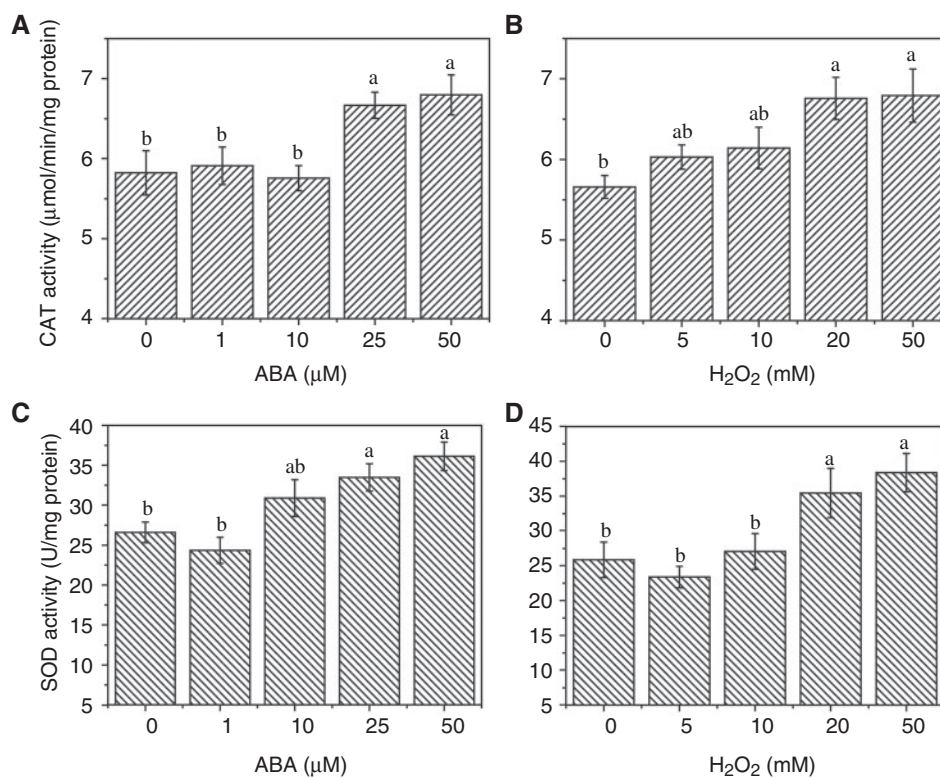 A
B
CAT activity (μmol/min/mg protein)
7
6
5
4
b
b
b
a
a
0 1 10 25 50
ABA (μM)
7
6
5
4
b
ab
ab
a
a
0 5 10 20 50
H₂O₂ (mM)
C
D
SOD activity (U/mg protein)
40
35
30
25
20
15
10
5
b
b
ab
a
a
0 1 10 25 50
ABA (μM)
45
40
35
30
25
20
15
10
5
b
b
b
a
a
0 5 10 20 50
H₂O₂ (mM)